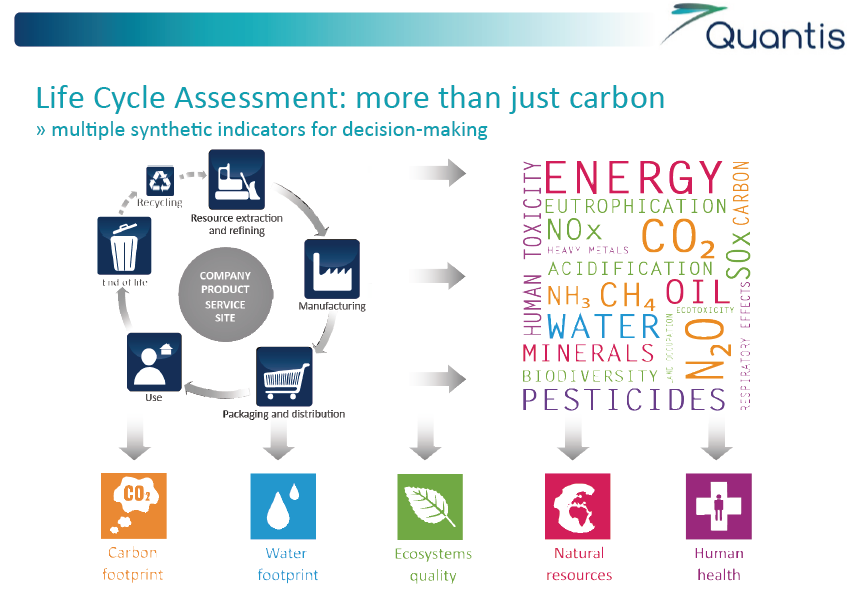 Quantis
Life Cycle Assessment: more than just carbon
» multiple synthetic indicators for decision-making
Recycling
Resource extraction
and refining
End of life
COMPANY
PRODUCT
SERVICE
SITE
Manufacturing
Use
Packaging and distribution
HUMAN TOXICITY
ENERGY
CARBON
EUTROPHICATION
NOx
CO₂
SOx
HEAVY METALS
ACIDIFICATION
NH₃
CH₄
OIL
ECOTOXICITY
WATER
LAND OCCUPATION
N₂O
RESPIRATORY EFFECTS
MINERALS
BIODIVERSITY
PESTICIDES
CO₂
Carbon
footprint
Water
footprint
Ecosystems
quality
Natural
resources
Human
health